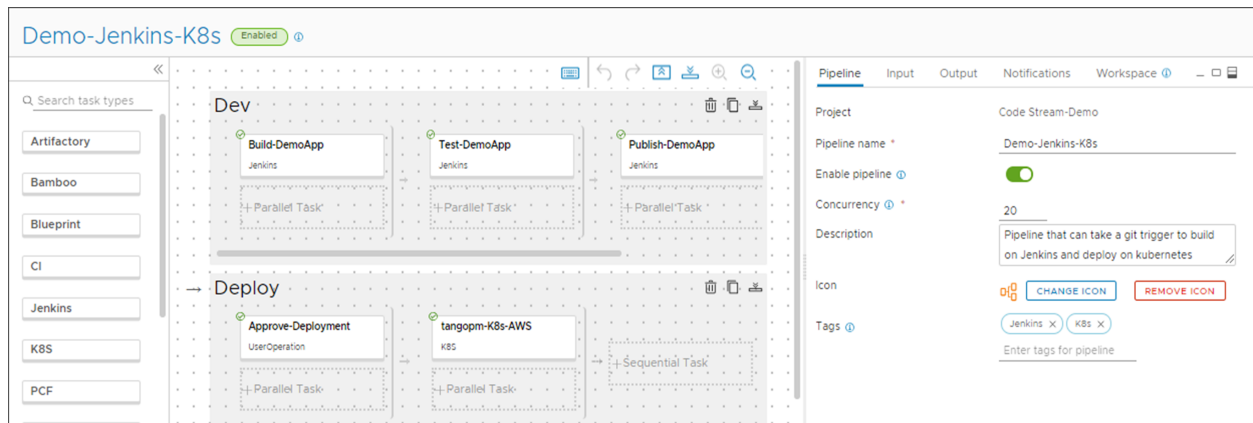 Demo-Jenkins-K8s Enabled
Search task types
Artifactory
Bamboo
Blueprint
CI
Jenkins
K8S
PCF
Dev
Build-DemoApp
Jenkins
+ Parallel Task
Test-DemoApp
Jenkins
+ Parallel Task
Publish-DemoApp
Jenkins
+ Parallel Task
Deploy
Approve-Deployment
UserOperation
+ Parallel Task
tangopm-K8s-AWS
K8S
+ Parallel Task
+ Sequential Task
Pipeline Input Output Notifications Workspace
Project Code Stream-Demo
Pipeline name * Demo-Jenkins-K8s
Enable pipeline
Concurrency * 20
Description Pipeline that can take a git trigger to build
on Jenkins and deploy on kubernetes
Icon CHANGE ICON REMOVE ICON
Tags Jenkins K8s
Enter tags for pipeline